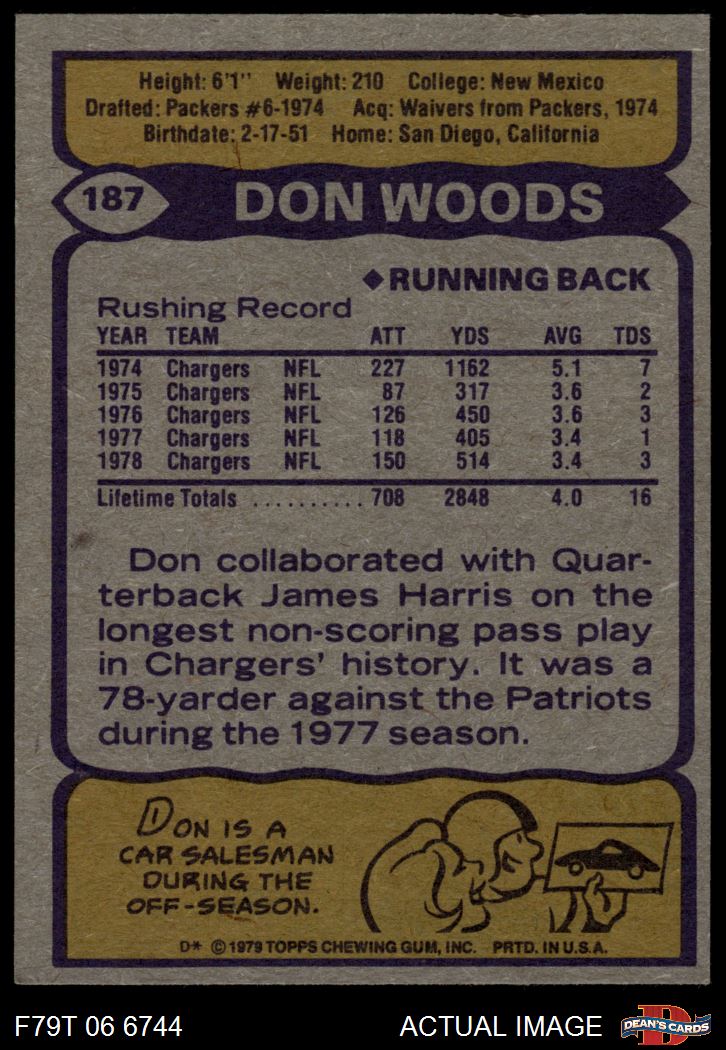 Height: 6'1" Weight: 210 College: New Mexico
Drafted: Packers #6-1974 Acq: Waivers from Packers, 1974
Birthdate: 2-17-51 Home: San Diego, California
187 DON WOODS
◆RUNNING BACK
Rushing Record
YEAR TEAM ATT YDS AVG TDS
1974 Chargers NFL 227 1162 5.1 7
1975 Chargers NFL 87 317 3.6 2
1976 Chargers NFL 126 450 3.6 3
1977 Chargers NFL 118 405 3.4 1
1978 Chargers NFL 150 514 3.4 3
Lifetime Totals .......... 708 2848 4.0 16
Don collaborated with Quar-
terback James Harris on the
longest non-scoring pass play
in Chargers' history. It was a
78-yarder against the Patriots
during the 1977 season.
DON IS A
CAR SALESMAN
DURING THE
OFF-SEASON.
D* © 1979 TOPPS CHEWING GUM, INC. PRTD. IN U.S.A.
F79T 06 6744 ACTUAL IMAGE D DEAN'S CARDS